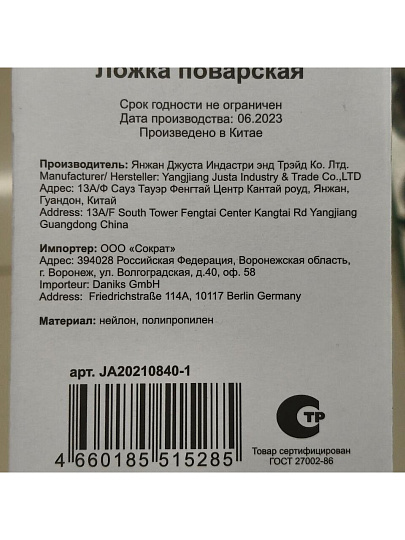 Ложка поварская
Срок годности не ограничен
Дата производства: 06.2023
Произведено в Китае
Производитель: Янжан Джуста Индастри энд Трэйд Ко. Лтд.
Manufacturer/ Hersteller: Yangjiang Justa Industry & Trade Co.,LTD
Адрес: 13А/Ф Сауз Тауэр Фенгтай Центр Кантай роуд, Янжан,
Гуандон, Китай
Address: 13A/F South Tower Fengtai Center Kangtai Rd Yangjiang
Guangdong China
Импортер: ООО «Сократ»
Адрес: 394028 Российская Федерация, Воронежская область,
г. Воронеж, ул. Волгоградская, д.40, оф. 58
Importeur: Daniks GmbH
Address: Friedrichstraße 114A, 10117 Berlin Germany
Материал: нейлон, полипропилен
арт. JA20210840-1
4 660185 515285
С ТР
Товар сертифицирован
ГОСТ 27002-86